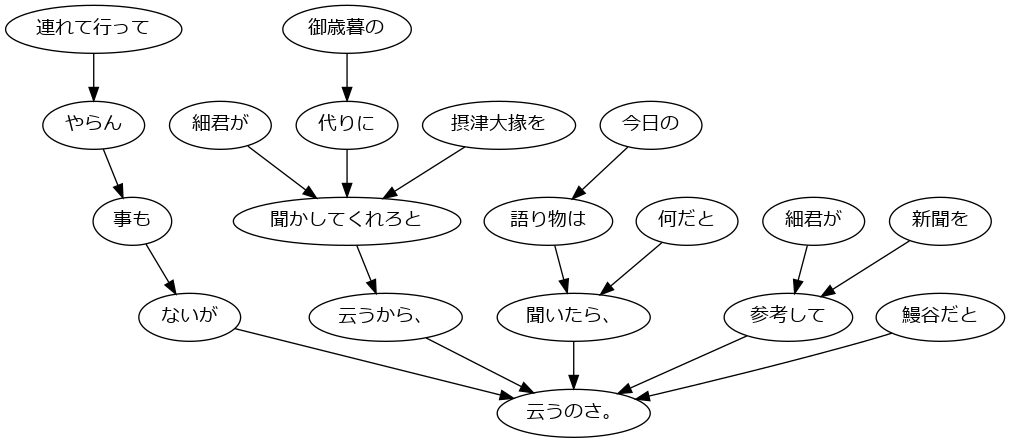 連れて行って
御歳暮の
やらん
細君が
代りに
摂津大掾を
今日の
事も
聞かしてくれろと
語り物は
何だと
細君が
新聞を
ないが
云うから、
聞いたら、
参考して
鰻谷だと
云うのさ。